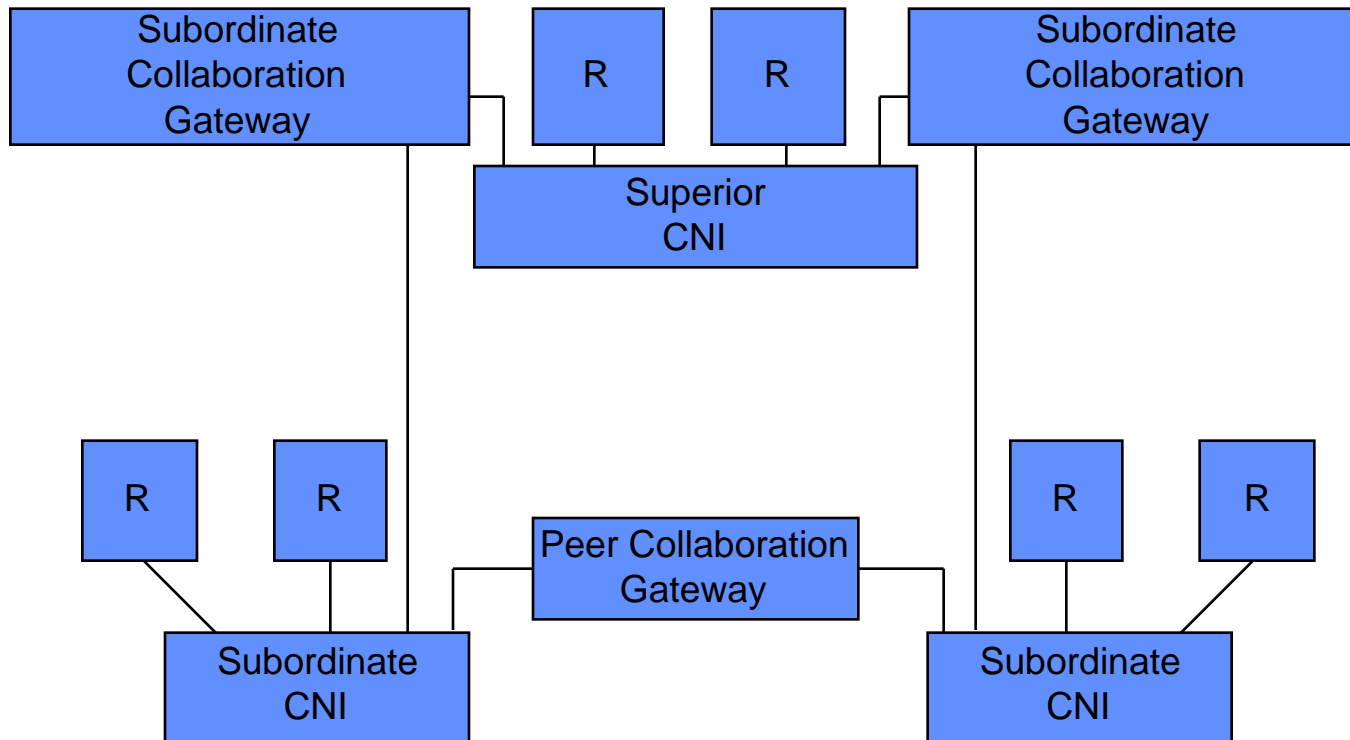 Subordinate
Collaboration
Gateway
R
R
Subordinate
Collaboration
Gateway
Superior
CNI
R
R
Peer Collaboration
Gateway
R
R
Subordinate
CNI
Subordinate
CNI